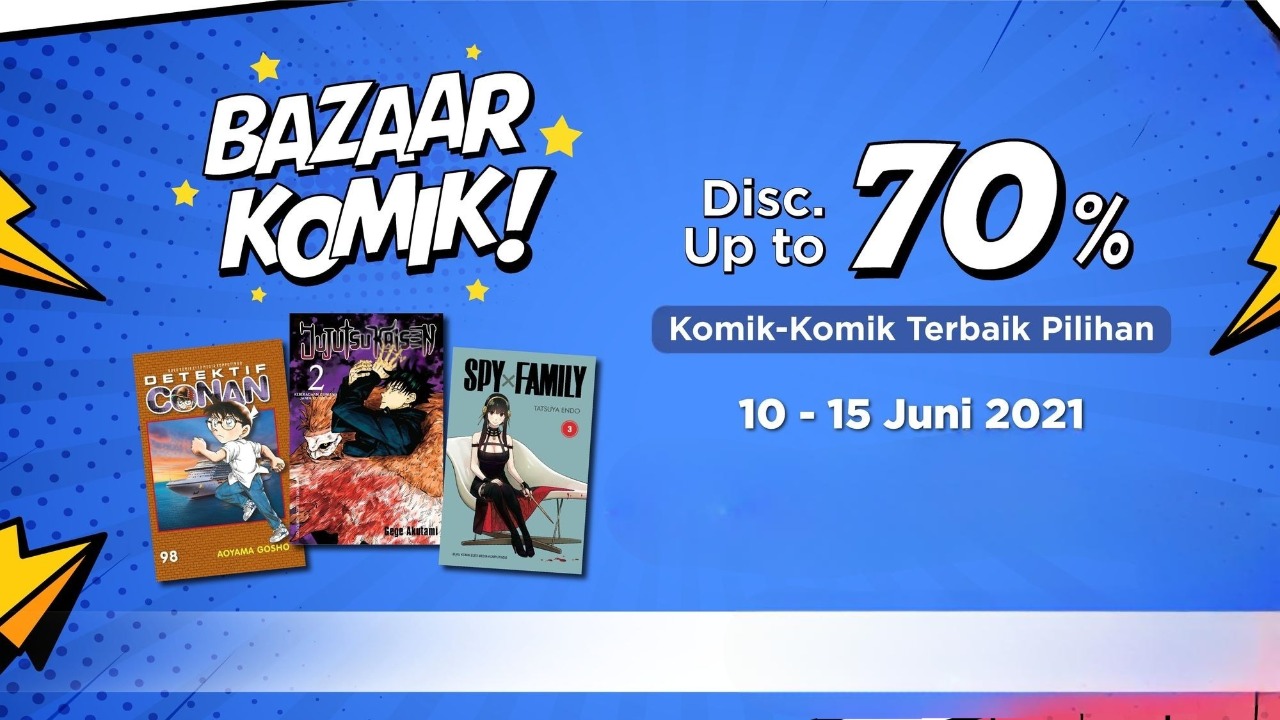 BAZAAR
KOMIK!
Disc.
Up to
70%
Komik-Komik Terbaik Pilihan
10 - 15 Juni 2021
DETEKTIF
CONAN
98
AOYAMA GOSHO
JUJUTSU KAISEN
2
Gege Akutami
SPY×FAMILY
TATSUYA ENDO
3